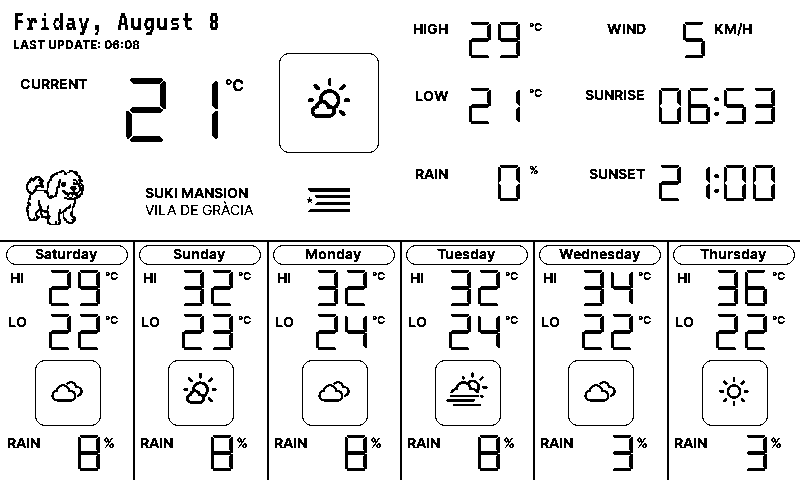 Friday, August 8
LAST UPDATE: 06:08
CURRENT 21 °C
HIGH 29 °C
WIND 5 KM/H
LOW 21 °C
SUNRISE 06:53
RAIN 0 %
SUNSET 21:00
SUKI MANSION
VILA DE GRÀCIA
Saturday
HI 29 °C
LO 22 °C
RAIN 8 %
Sunday
HI 32 °C
LO 23 °C
RAIN 8 %
Monday
HI 32 °C
LO 24 °C
RAIN 8 %
Tuesday
HI 32 °C
LO 24 °C
RAIN 8 %
Wednesday
HI 34 °C
LO 22 °C
RAIN 3 %
Thursday
HI 36 °C
LO 22 °C
RAIN 3 %